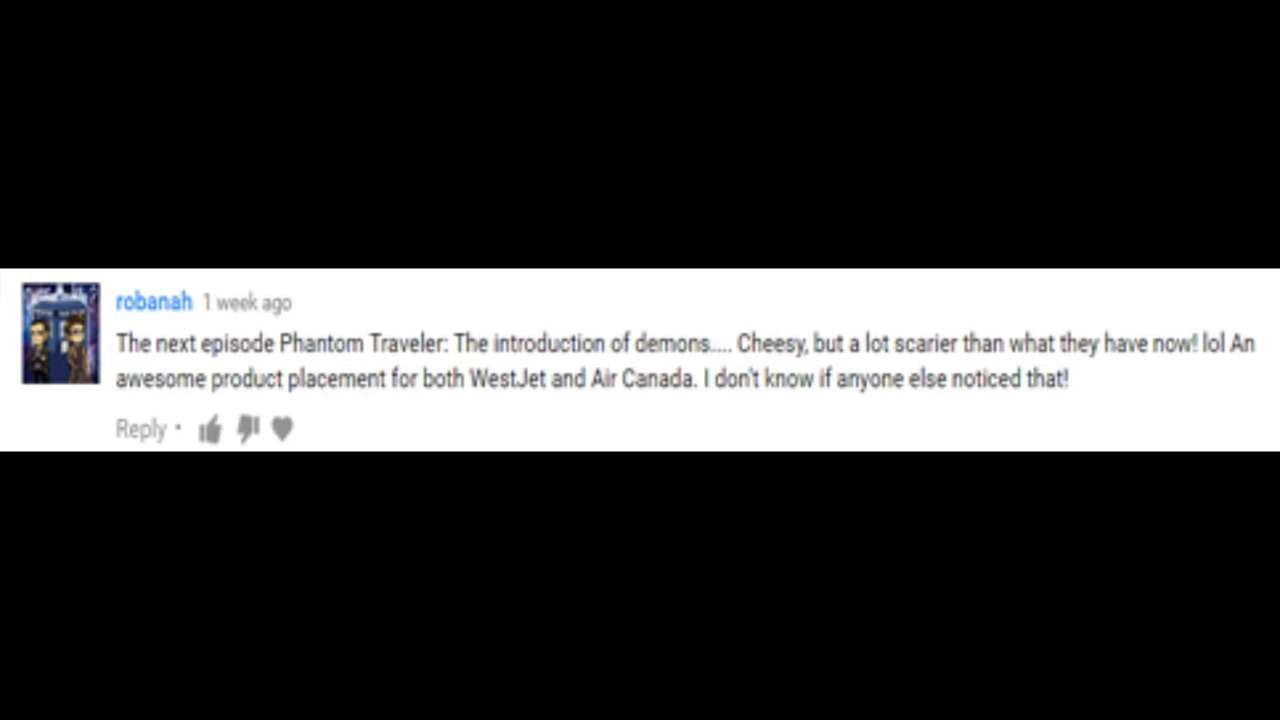 robanah 1 week ago
The next episode Phantom Traveler: The introduction of demons.... Cheesy, but a lot scarier than what they have now! lol An
awesome product placement for both WestJet and Air Canada. I don't know if anyone else noticed that!
Reply •